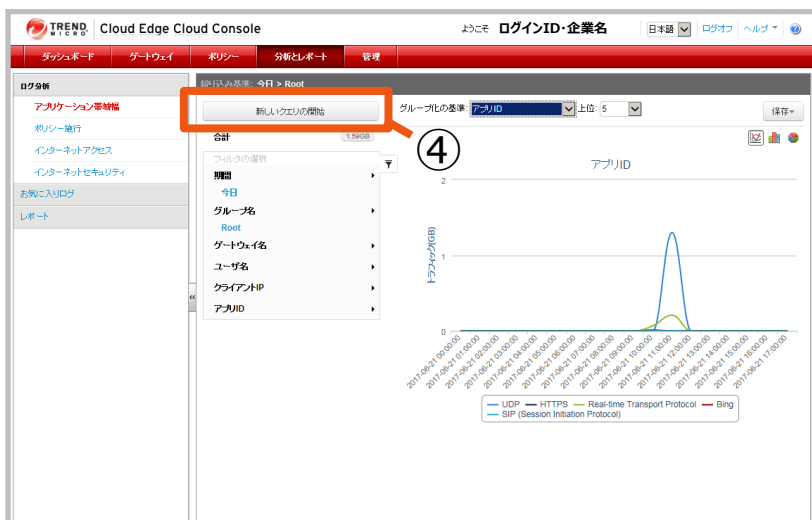 TREND MICRO Cloud Edge Cloud Console
ようこそ ログインID・企業名 日本語 ログオフ ヘルプ
ダッシュボード ゲートウェイ ポリシー 分析とレポート 管理
ログ分析
アプリケーション帯域幅
ポリシー施行
インターネットアクセス
インターネットセキュリティ
お気に入りログ
レポート
絞り込み基準: 今日 > Root
新しいクエリの開始
グループ化の基準: アプリID 上位: 5 保存
④
合計 1.59GB
フィルタの選択
期間
今日
グループ名
Root
ゲートウェイ名
ユーザ名
クライアントIP
アプリID
アプリID
トラフィック(GB)
2
1
0
2017-06-21 00:00:00
2017-06-21 01:00:00
2017-06-21 02:00:00
2017-06-21 03:00:00
2017-06-21 04:00:00
2017-06-21 05:00:00
2017-06-21 06:00:00
2017-06-21 07:00:00
2017-06-21 08:00:00
2017-06-21 09:00:00
2017-06-21 10:00:00
2017-06-21 11:00:00
2017-06-21 12:00:00
2017-06-21 13:00:00
2017-06-21 14:00:00
2017-06-21 15:00:00
2017-06-21 16:00:00
2017-06-21 17:00:00
UDP HTTPS Real-time Transport Protocol Bing
SIP (Session Initiation Protocol)